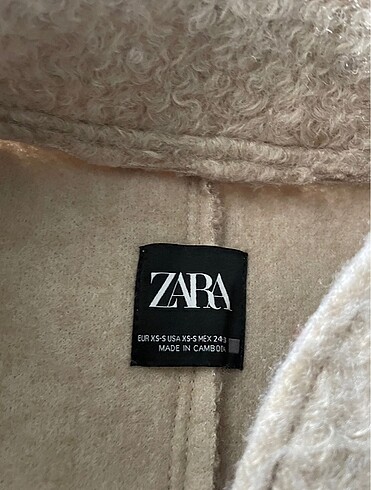 ZARA
EUR XS-S USA XS-S MEX 24-
MADE IN